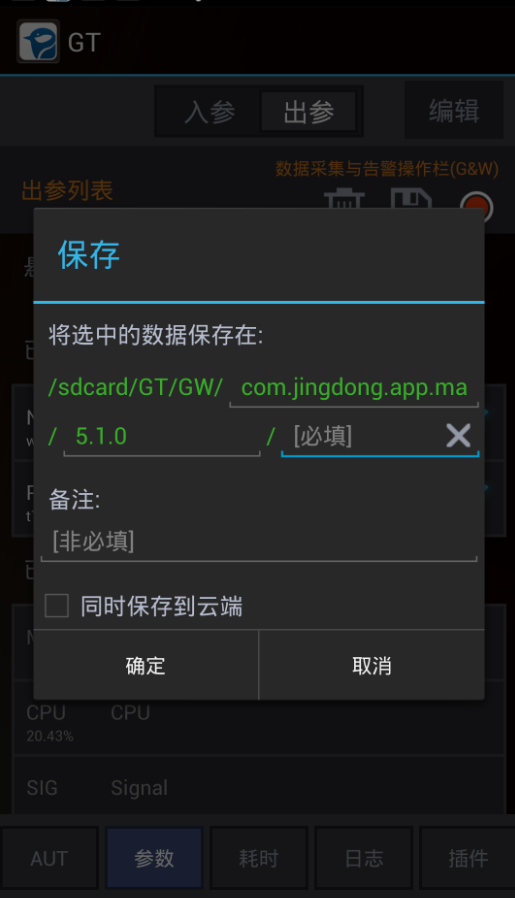 GT
入参 出参 编辑
数据采集与告警操作栏(G&W)
出参列表
保存
将选中的数据保存在:
/sdcard/GT/GW/ com.jingdong.app.ma
/ 5.1.0 / [必填]
备注:
[非必填]
同时保存到云端
确定 取消
CPU CPU
20.43%
SIG Signal
AUT 参数 耗时 日志 插件